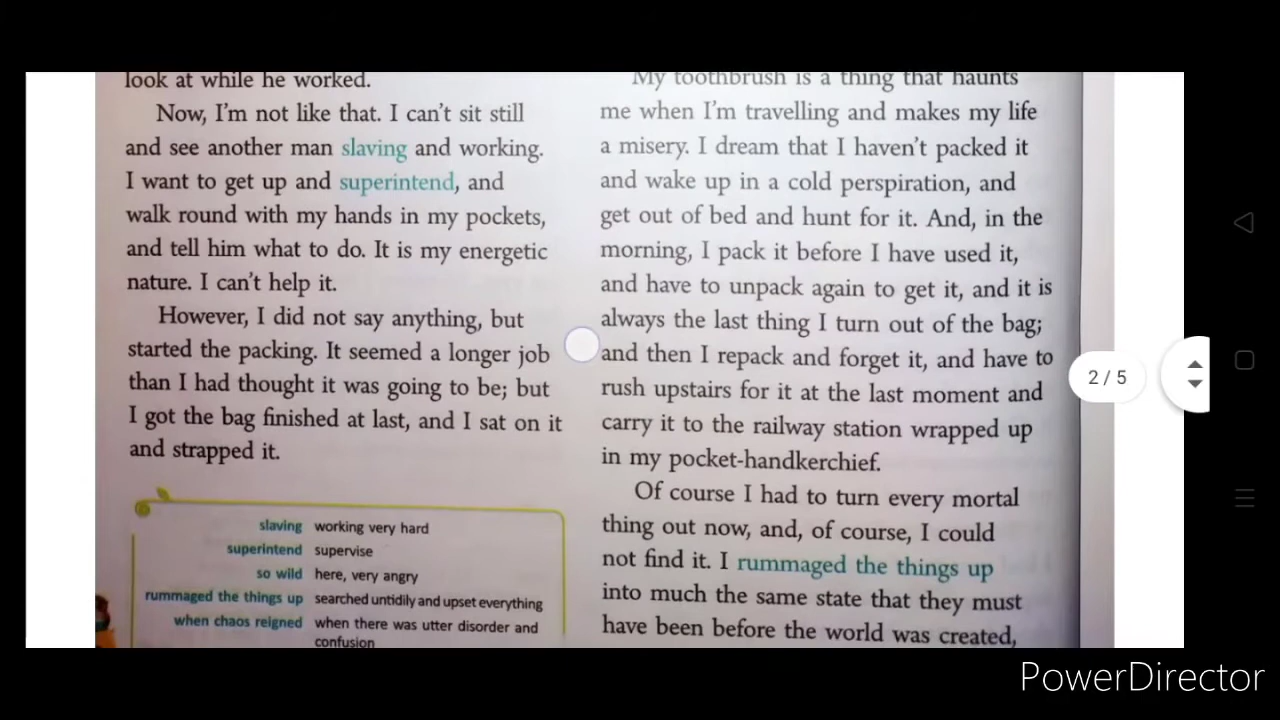 look at while he worked.
Now, I'm not like that. I can't sit still
and see another man slaving and working.
I want to get up and superintend, and
walk round with my hands in my pockets,
and tell him what to do. It is my energetic
nature. I can't help it.
However, I did not say anything, but
started the packing. It seemed a longer job
than I had thought it was going to be; but
I got the bag finished at last, and I sat on it
and strapped it.
slaving working very hard
superintend supervise
so wild here, very angry
rummaged the things up searched untidily and upset everything
when chaos reigned when there was utter disorder and
confusion
My toothbrush is a thing that haunts
me when I'm travelling and makes my life
a misery. I dream that I haven't packed it
and wake up in a cold perspiration, and
get out of bed and hunt for it. And, in the
morning, I pack it before I have used it,
and have to unpack again to get it, and it is
always the last thing I turn out of the bag;
and then I repack and forget it, and have to
rush upstairs for it at the last moment and
carry it to the railway station wrapped up
in my pocket-handkerchief.
Of course I had to turn every mortal
thing out now, and, of course, I could
not find it. I rummaged the things up
into much the same state that they must
have been before the world was created,
2 / 5
PowerDirector